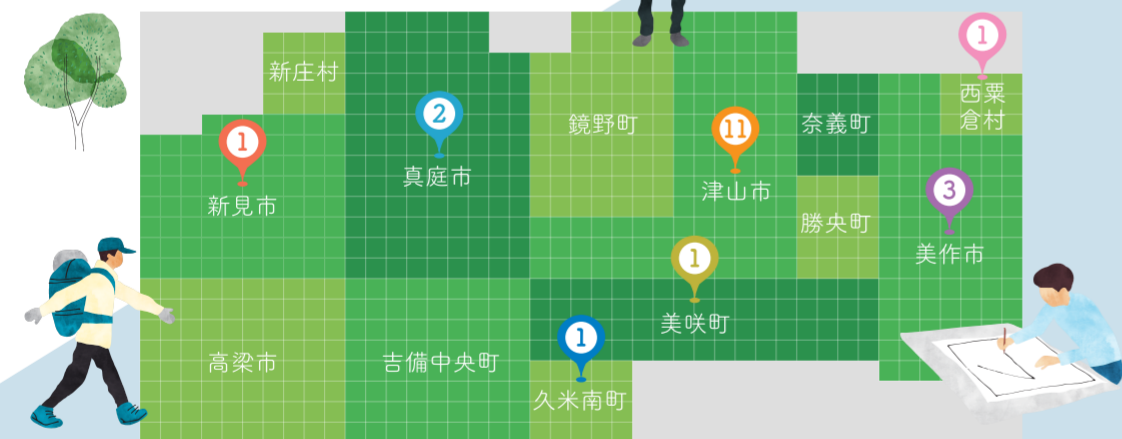 新庄村
1
西粟
倉村
2
真庭市
鏡野町
11
津山市
奈義町
1
新見市
勝央町
3
美作市
1
美咲町
高梁市
吉備中央町
1
久米南町